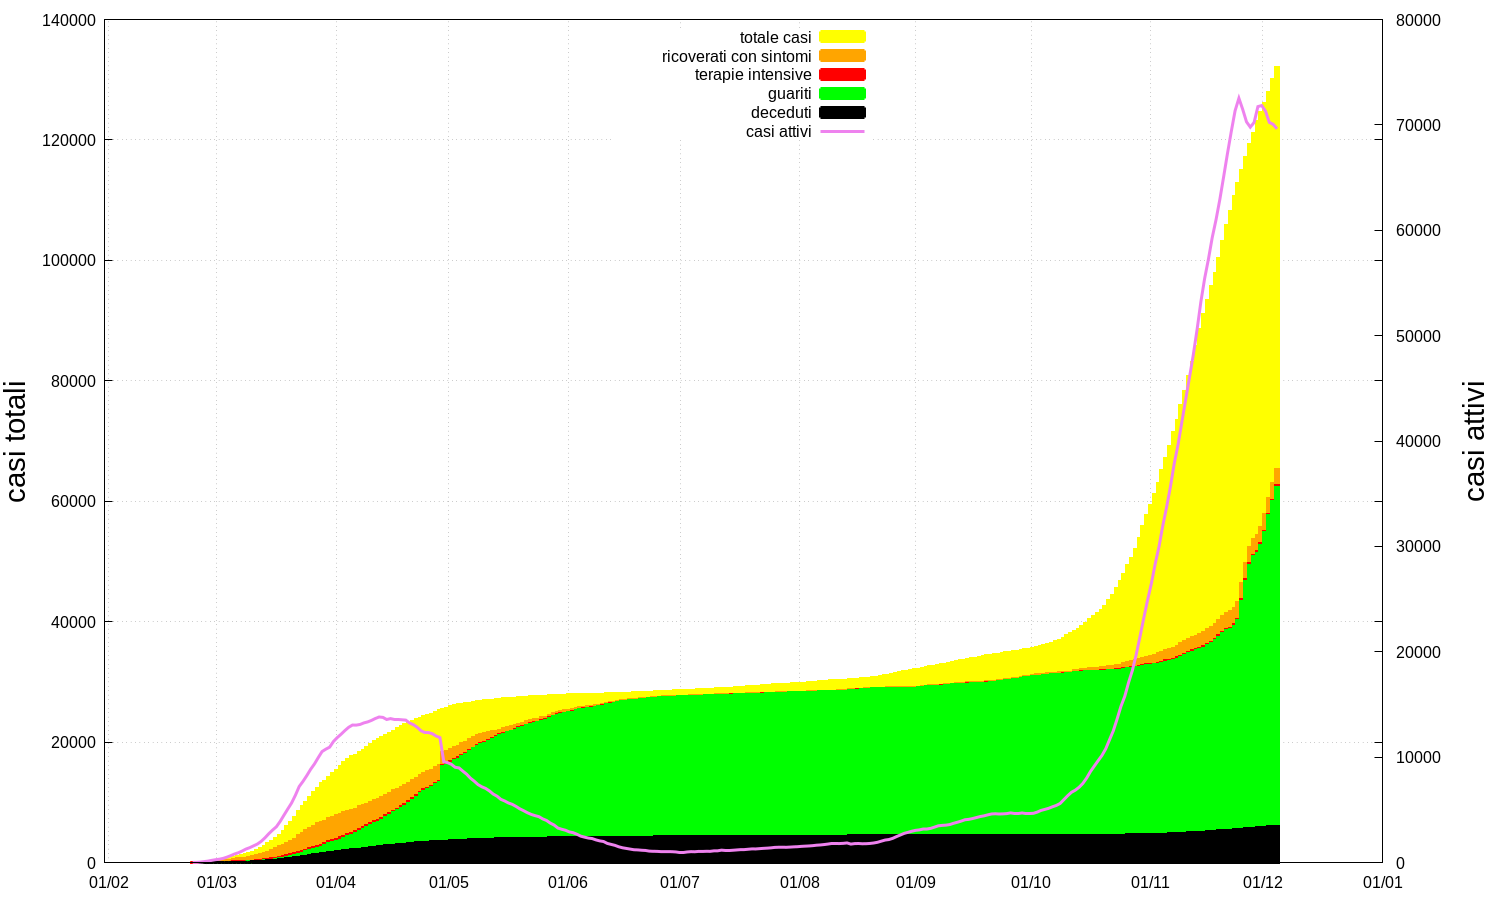 140000
120000
100000
80000
60000
40000
20000
0
casi totali
totale casi
ricoverati con sintomi
terapie intensive
guariti
deceduti
casi attivi
80000
70000
60000
50000
40000
30000
20000
10000
0
casi attivi
01/02 01/03 01/04 01/05 01/06 01/07 01/08 01/09 01/10 01/11 01/12 01/01